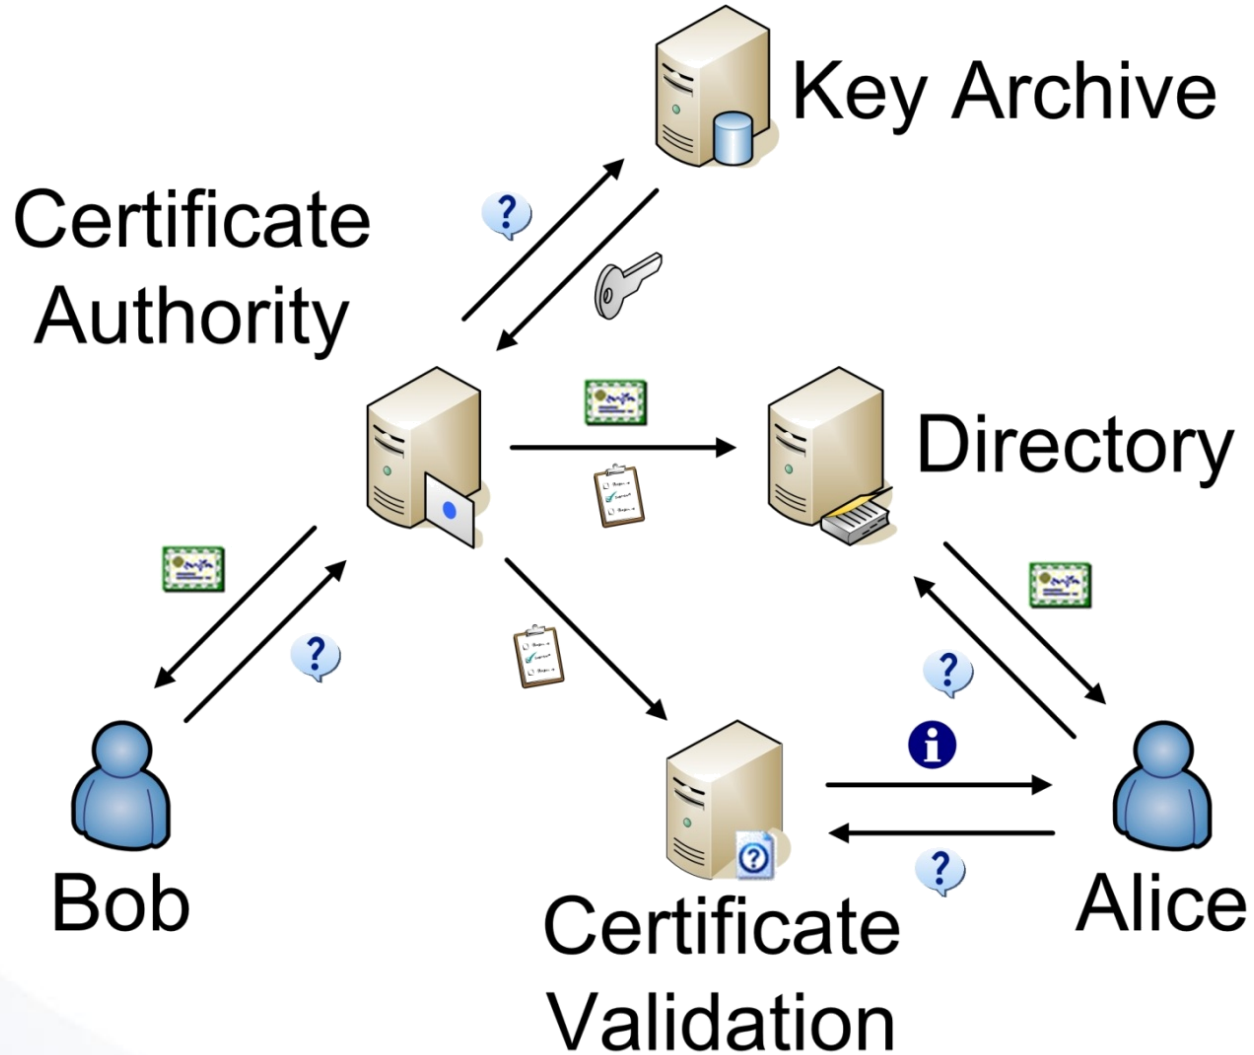 Key Archive
Certificate
Authority
Directory
Bob
Alice
Certificate
Validation